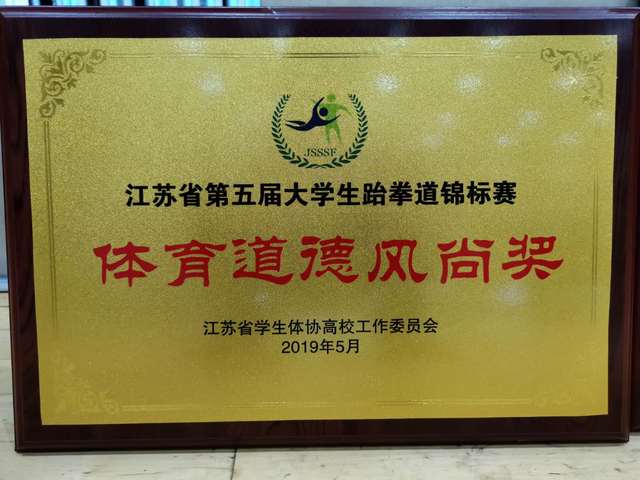 JSSSF
江苏省第五届大学生跆拳道锦标赛
体育道德风尚奖
江苏省学生体协高校工作委员会
2019年5月